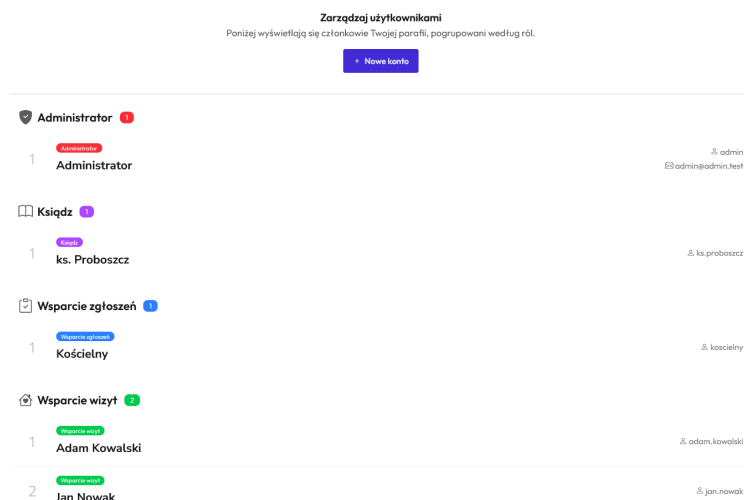 Zarządzaj użytkownikami
Poniżej wyświetlają się członkowie Twojej parafii, pogrupowani według ról.
+ Nowe konto
Administrator 1
Administrator
1 Administrator
admin
admin@admin.test
Ksiądz 1
Ksiądz
1 ks. Proboszcz
ks.proboszcz
Wsparcie zgłoszeń 1
Wsparcie zgłoszeń
1 Kościelny
koscielny
Wsparcie wizyt 2
Wsparcie wizyt
1 Adam Kowalski
adam.kowalski
Wsparcie wizyt
2 Jan Nowak
jan.nowak